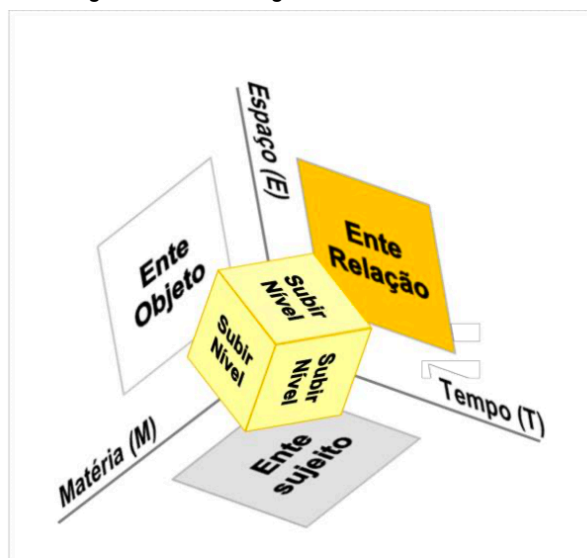 Espaço (E)
Ente
Objeto
Ente
Relação
Subir
Nível
Subir
Nível
Subir
Nível
Tempo (T)
Matéria (M)
Ente
sujeito